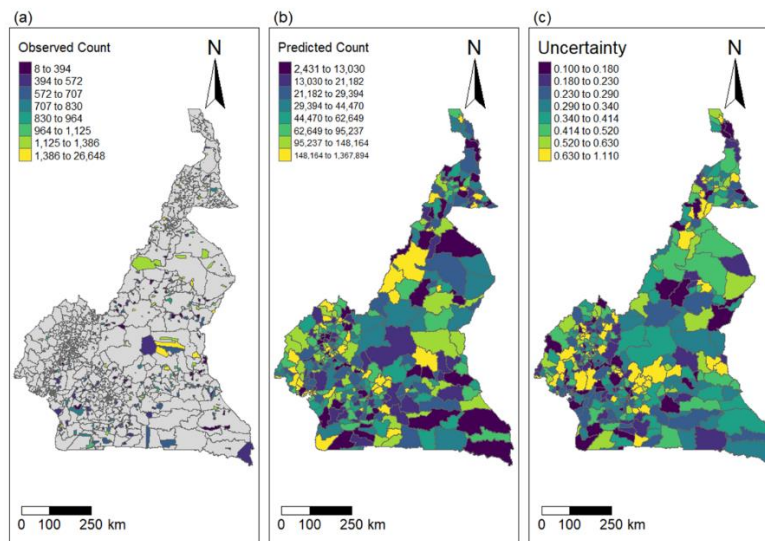 (a)
N
Observed Count
8 to 394
394 to 572
572 to 707
707 to 830
830 to 964
964 to 1,125
1,125 to 1,386
1,386 to 26,648
0 100 250 km
(b)
N
Predicted Count
2,431 to 13,030
13,030 to 21,182
21,182 to 29,394
29,394 to 44,470
44,470 to 62,649
62,649 to 95,237
95,237 to 148,164
148,164 to 1,367,894
0 100 250 km
(c)
N
Uncertainty
0.100 to 0.180
0.180 to 0.230
0.230 to 0.290
0.290 to 0.340
0.340 to 0.414
0.414 to 0.520
0.520 to 0.630
0.630 to 1.110
0 100 250 km